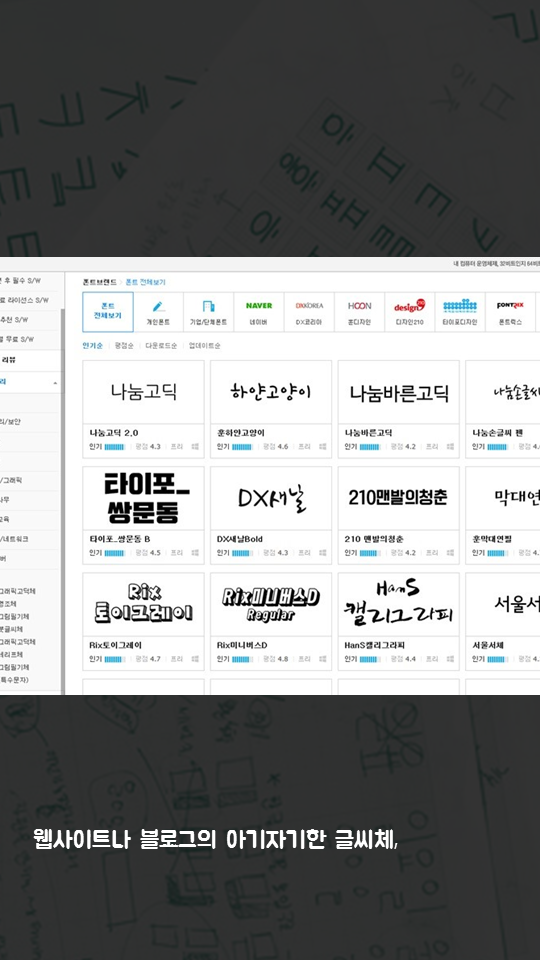 내 컴퓨터 운영체제, 32비트인지 64비트
폰트브랜드 > 폰트 전체보기
후 필수 S/W
료 라이선스 S/W
추천 S/W
별 무료 S/W
리뷰
리
리/보안
/그래픽
사무
교육
/네트워크
버
그래픽고딕체
명조체
그림필기체
붓글씨체
그래픽고딕체
세리프체
그림필기체
특수문자)
폰트 전체보기
개인폰트
기업/단체폰트
NAVER
네이버
DXKOREA
DX코리아
HOON
훈디자인
design210
디자인210
타이포디자인
FONTRIX
폰트릭스
인기순 평점순 다운로드순 업데이트순
나눔고딕
하얀고양이
나눔바른고딕
나눔손글씨
나눔고딕 2.0
훈하얀고양이
나눔바른고딕
나눔손글씨 펜
인기 평점 4.3 프리
인기 평점 4.6 프리
인기 평점 4.2 프리
인기 평점 4.
타이포_쌍문동
DX새날
210맨발의청춘
막대연
타이포_쌍문동 B
DX새날Bold
210 맨발의청춘
훈막대연필
인기 평점 4.5 프리
인기 평점 4.3 프리
인기 평점 4.2 프리
인기 평점 4.
Rix토이그레이
Rix미니버스D Regular
HanS 캘리그라피
서울서
Rix토이그레이
Rix미니버스D
HanS캘리그라피
서울서체
인기 평점 4.7 프리
인기 평점 4.8 프리
인기 평점 4.4 프리
인기 평점 4.
웹사이트나 블로그의 아기자기한 글씨체,